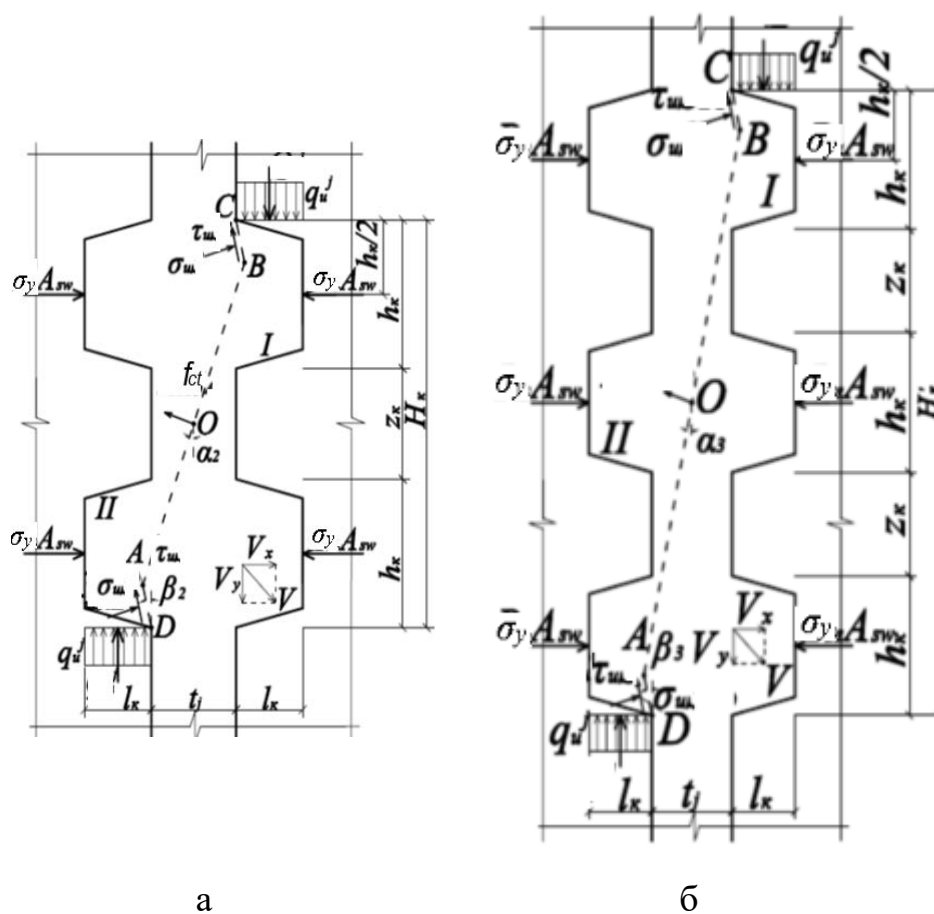 q_u^j
C
τ_ш
σ_ш
B
h_к/2
h_к
σ_y A_sw
σ_y A_sw
I
f_ct
O
α_2
z_к
H_к
II
σ_y A_sw
A
τ_ш
σ_ш
β_2
D
V_x
V_y
V
σ_y A_sw
h_к
q_u^j
l_к
t_j
l_к
а
q_u^j
C
τ_ш
σ_ш
B
h_к/2
h_к
σ̄_y A_sw
σ̄_y A_sw
I
z_к
σ_y A_sw
O
σ_y A_sw
α_3
II
h_к
z_к
σ̄_y A_sw
A
β_3
τ_ш
σ_ш
D
V_x
V_y
V
σ_y A_sw
h_к
q_u^j
l_к
t_j
l_к
б